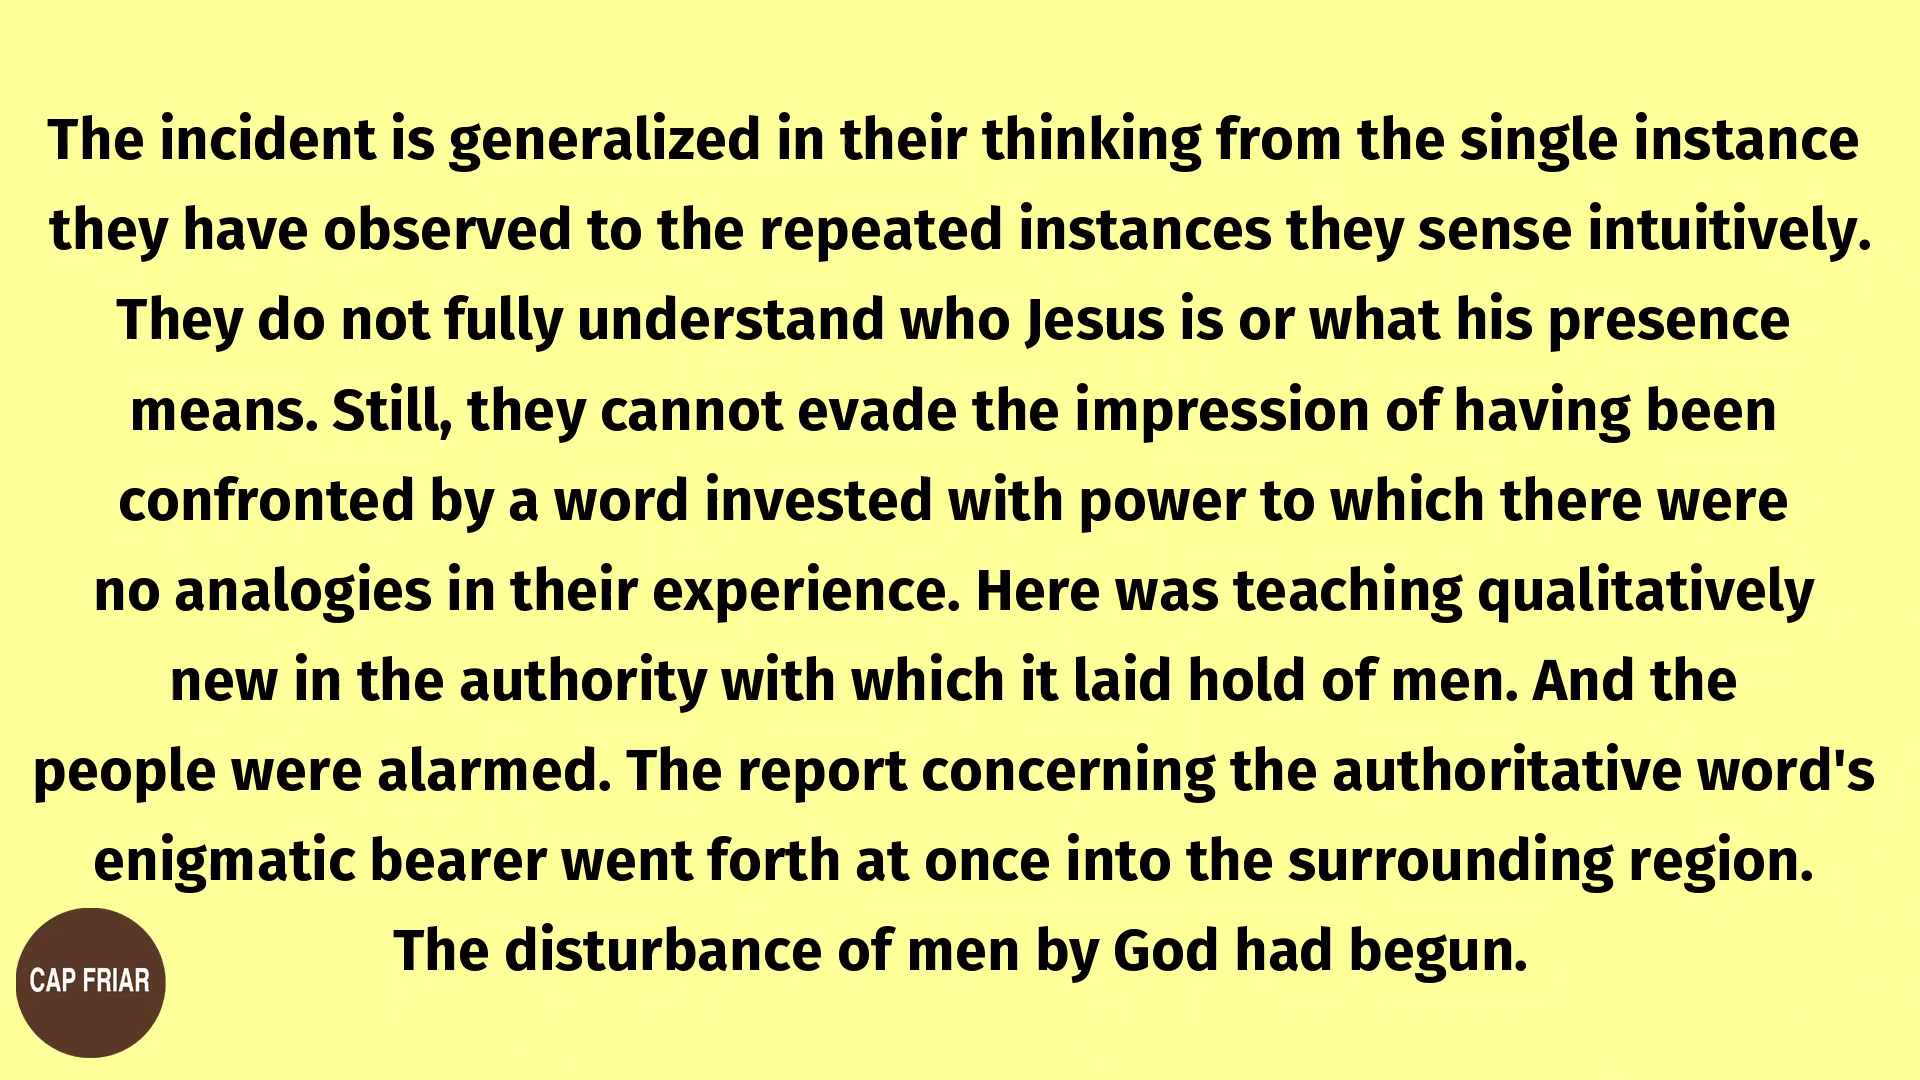 The incident is generalized in their thinking from the single instance
they have observed to the repeated instances they sense intuitively.
They do not fully understand who Jesus is or what his presence
means. Still, they cannot evade the impression of having been
confronted by a word invested with power to which there were
no analogies in their experience. Here was teaching qualitatively
new in the authority with which it laid hold of men. And the
people were alarmed. The report concerning the authoritative word's
enigmatic bearer went forth at once into the surrounding region.
The disturbance of men by God had begun.
CAP FRIAR